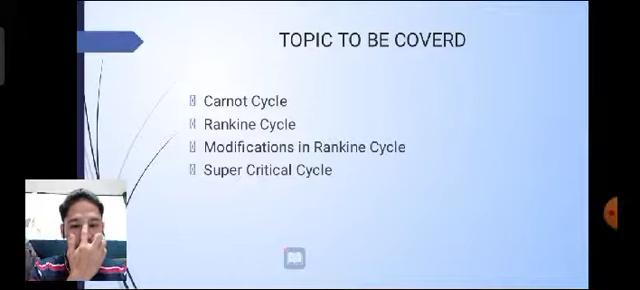 TOPIC TO BE COVERD
Carnot Cycle
Rankine Cycle
Modifications in Rankine Cycle
Super Critical Cycle